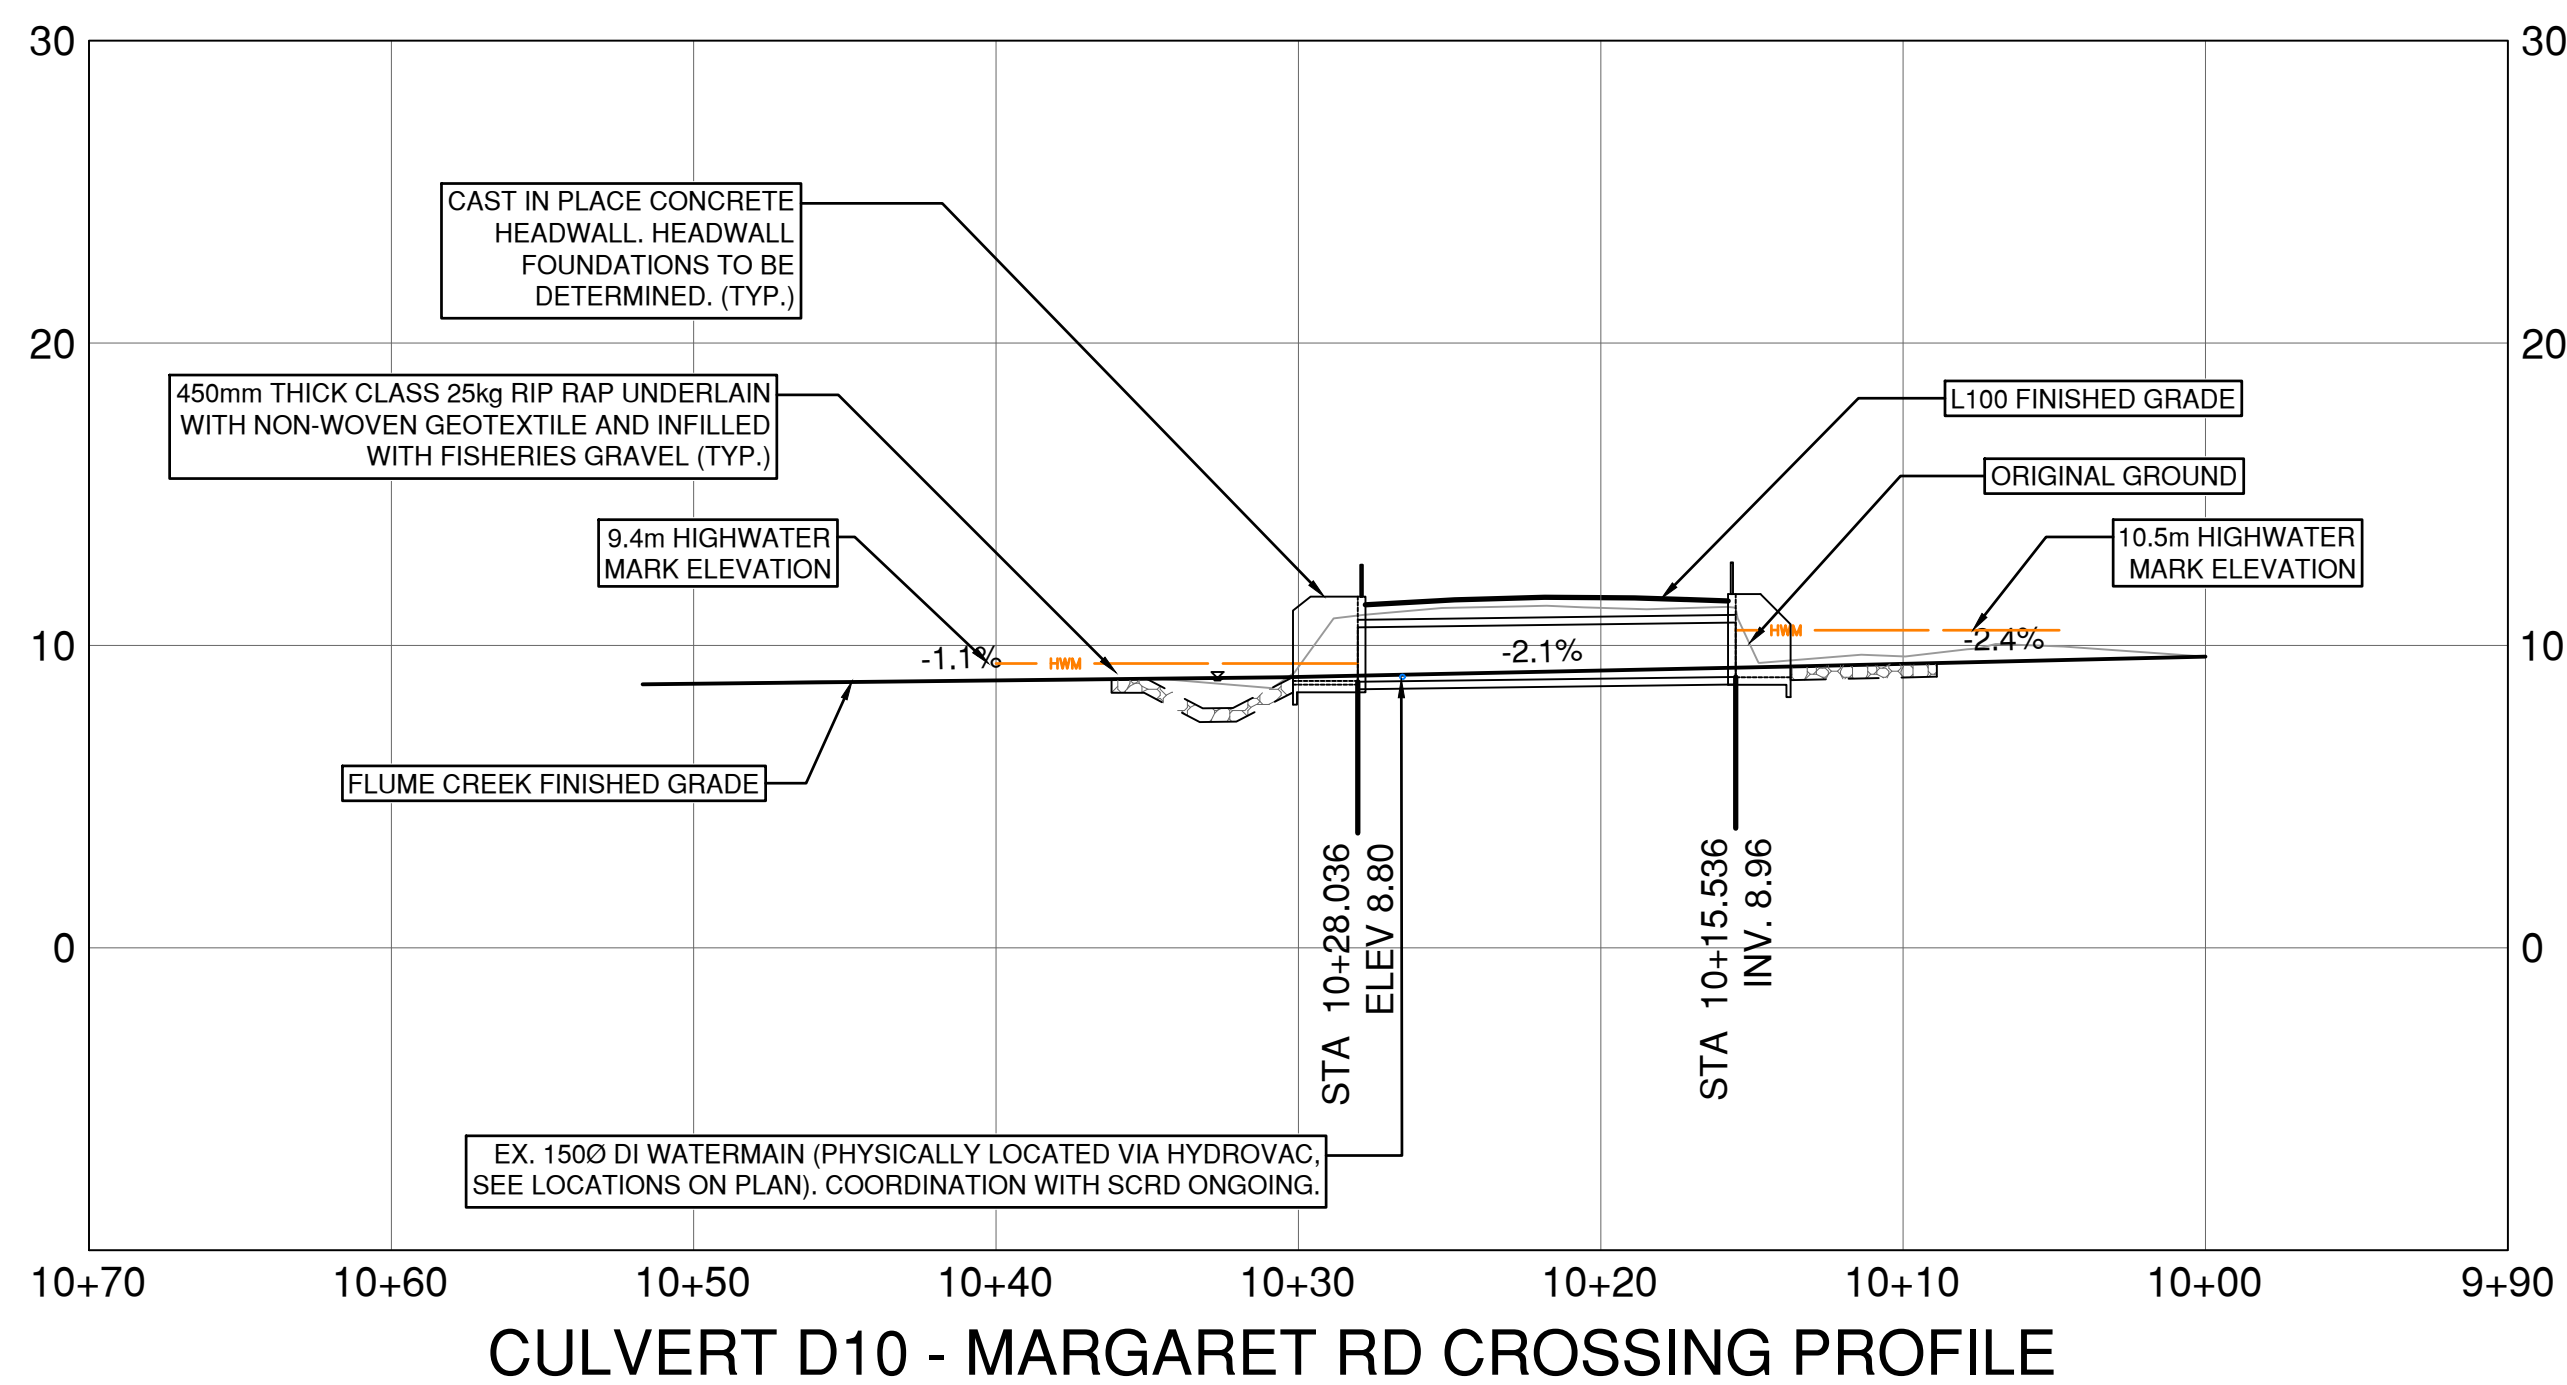 30
30
CAST IN PLACE CONCRETE
HEADWALL. HEADWALL
FOUNDATIONS TO BE
DETERMINED. (TYP.)
20
20
450mm THICK CLASS 25kg RIP RAP UNDERLAIN
WITH NON-WOVEN GEOTEXTILE AND INFILLED
WITH FISHERIES GRAVEL (TYP.)
L100 FINISHED GRADE
ORIGINAL GROUND
9.4m HIGHWATER
MARK ELEVATION
10.5m HIGHWATER
MARK ELEVATION
10
10
-1.1%
HWM
-2.1%
HWM
-2.4%
FLUME CREEK FINISHED GRADE
STA 10+28.036
ELEV 8.80
STA 10+15.536
INV. 8.96
0
0
EX. 150Ø DI WATERMAIN (PHYSICALLY LOCATED VIA HYDROVAC,
SEE LOCATIONS ON PLAN). COORDINATION WITH SCRD ONGOING.
10+70
10+60
10+50
10+40
10+30
10+20
10+10
10+00
9+90
CULVERT D10 - MARGARET RD CROSSING PROFILE